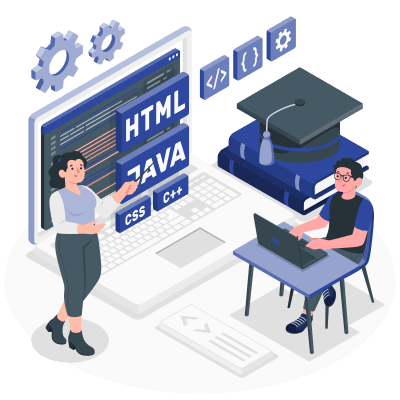 </>
{ }
HTML
JAVA
CSS
C++
< / >